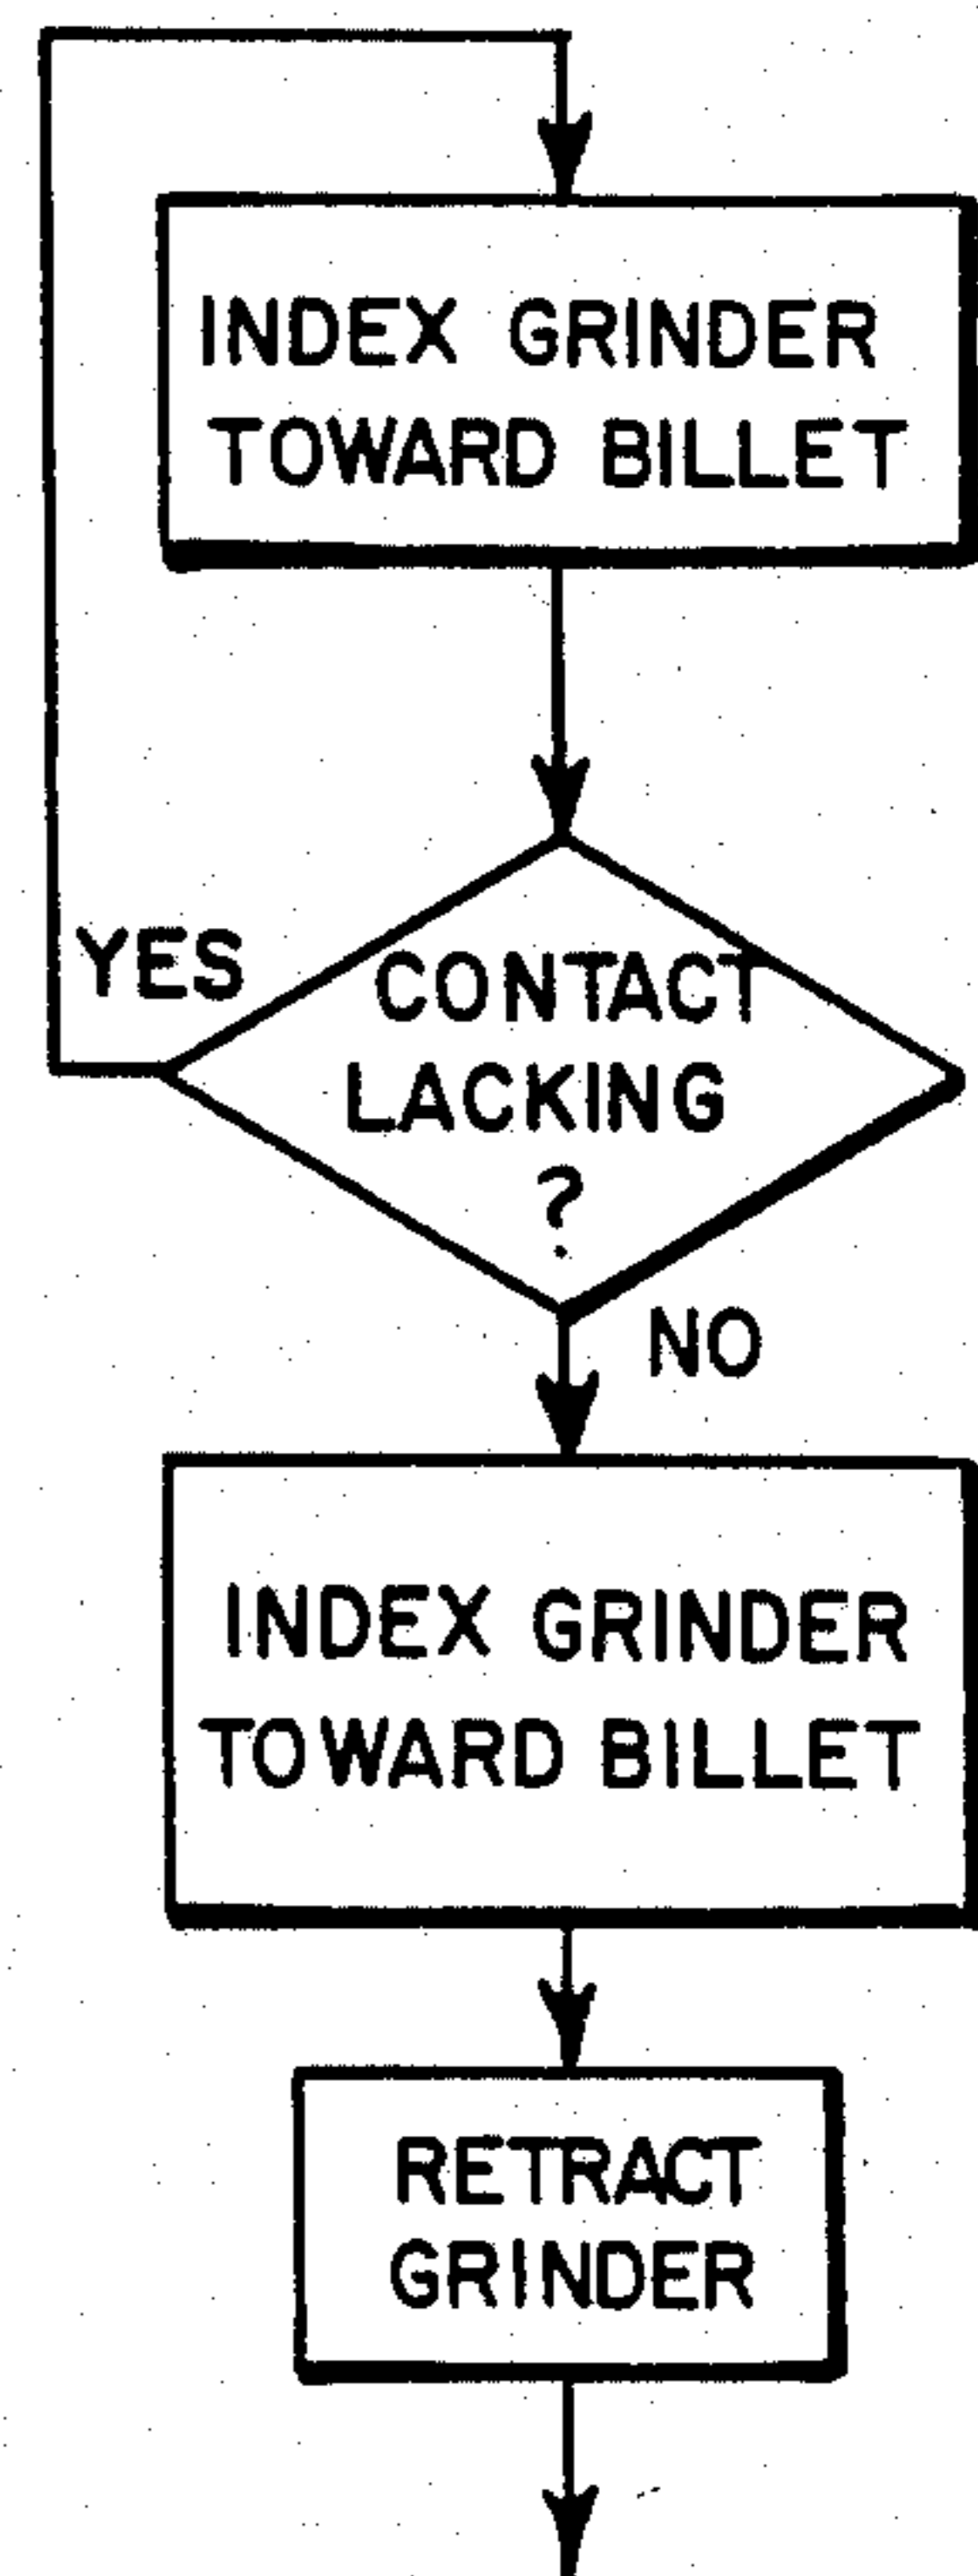 INDEX GRINDER
TOWARD BILLET
YES
CONTACT
LACKING
?
NO
INDEX GRINDER
TOWARD BILLET
RETRACT
GRINDER